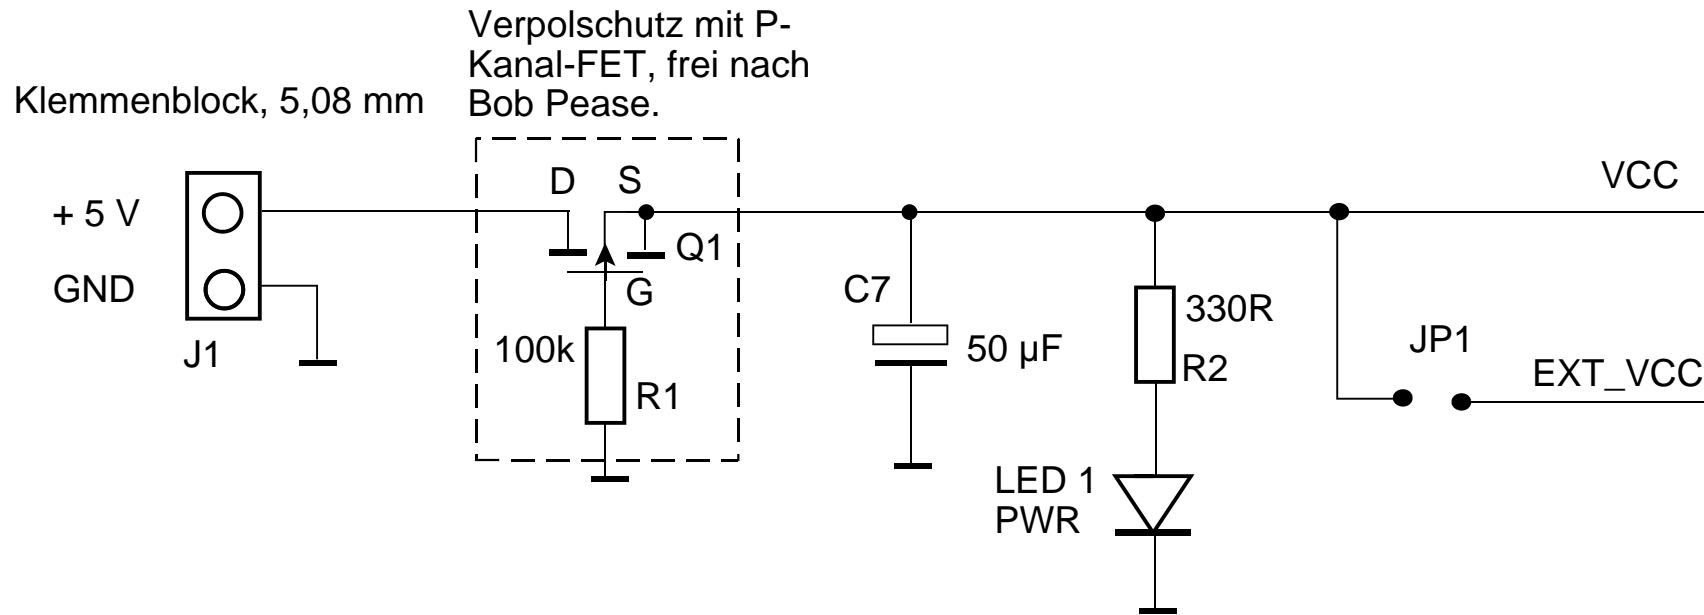 Verpolschutz mit P-
Kanal-FET, frei nach
Bob Pease.
Klemmenblock, 5,08 mm
D S
VCC
+ 5 V
Q1
GND
G
C7
330R
100k
50 µF
JP1
J1
R2
EXT_VCC
R1
LED 1
PWR